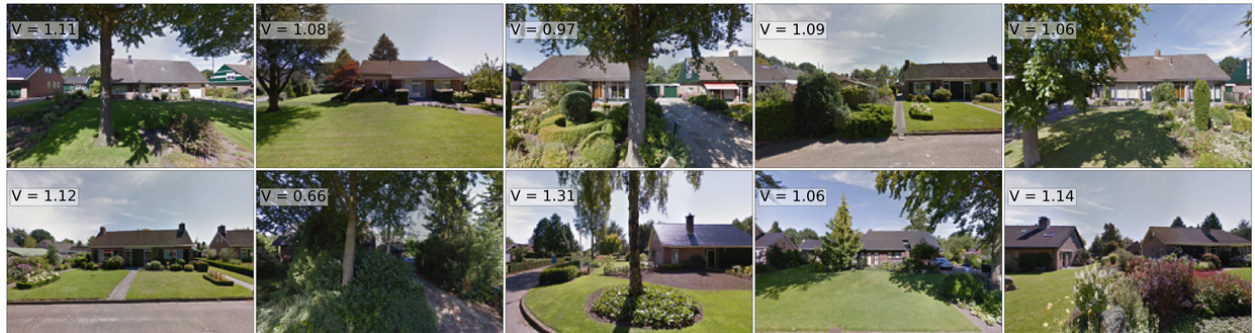 V = 1.11
V = 1.08
V = 0.97
V = 1.09
V = 1.06
V = 1.12
V = 0.66
V = 1.31
V = 1.06
V = 1.14